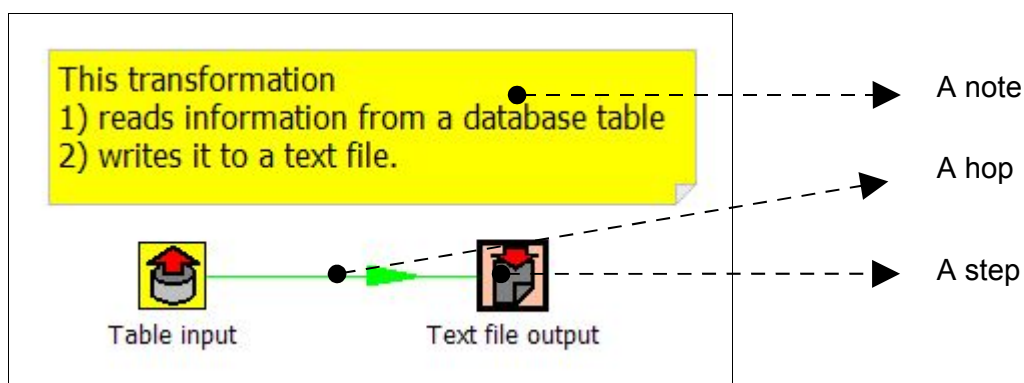 This transformation
1) reads information from a database table
2) writes it to a text file.
A note
A hop
A step
Table input
Text file output